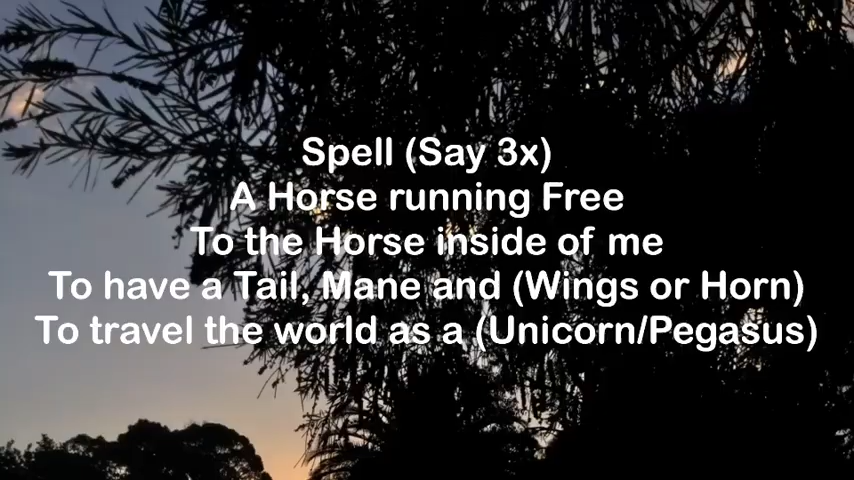 Spell (Say 3x)
A Horse running Free
To the Horse inside of me
To have a Tail, Mane and (Wings or Horn)
To travel the world as a (Unicorn/Pegasus)